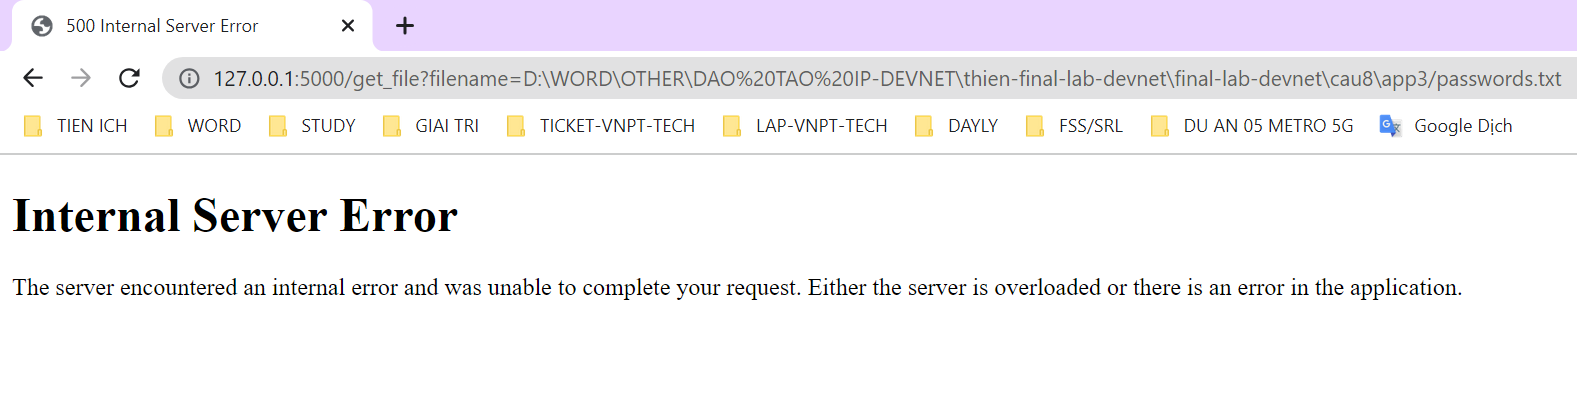 500 Internal Server Error
127.0.0.1:5000/get_file?filename=D:\WORD\OTHER\DAO%20TAO%20IP-DEVNET\thien-final-lab-devnet\final-lab-devnet\cau8\app3/passwords.txt
TIEN ICH WORD STUDY GIAI TRI TICKET-VNPT-TECH LAP-VNPT-TECH DAYLY FSS/SRL DU AN 05 METRO 5G Google Dịch
Internal Server Error
The server encountered an internal error and was unable to complete your request. Either the server is overloaded or there is an error in the application.